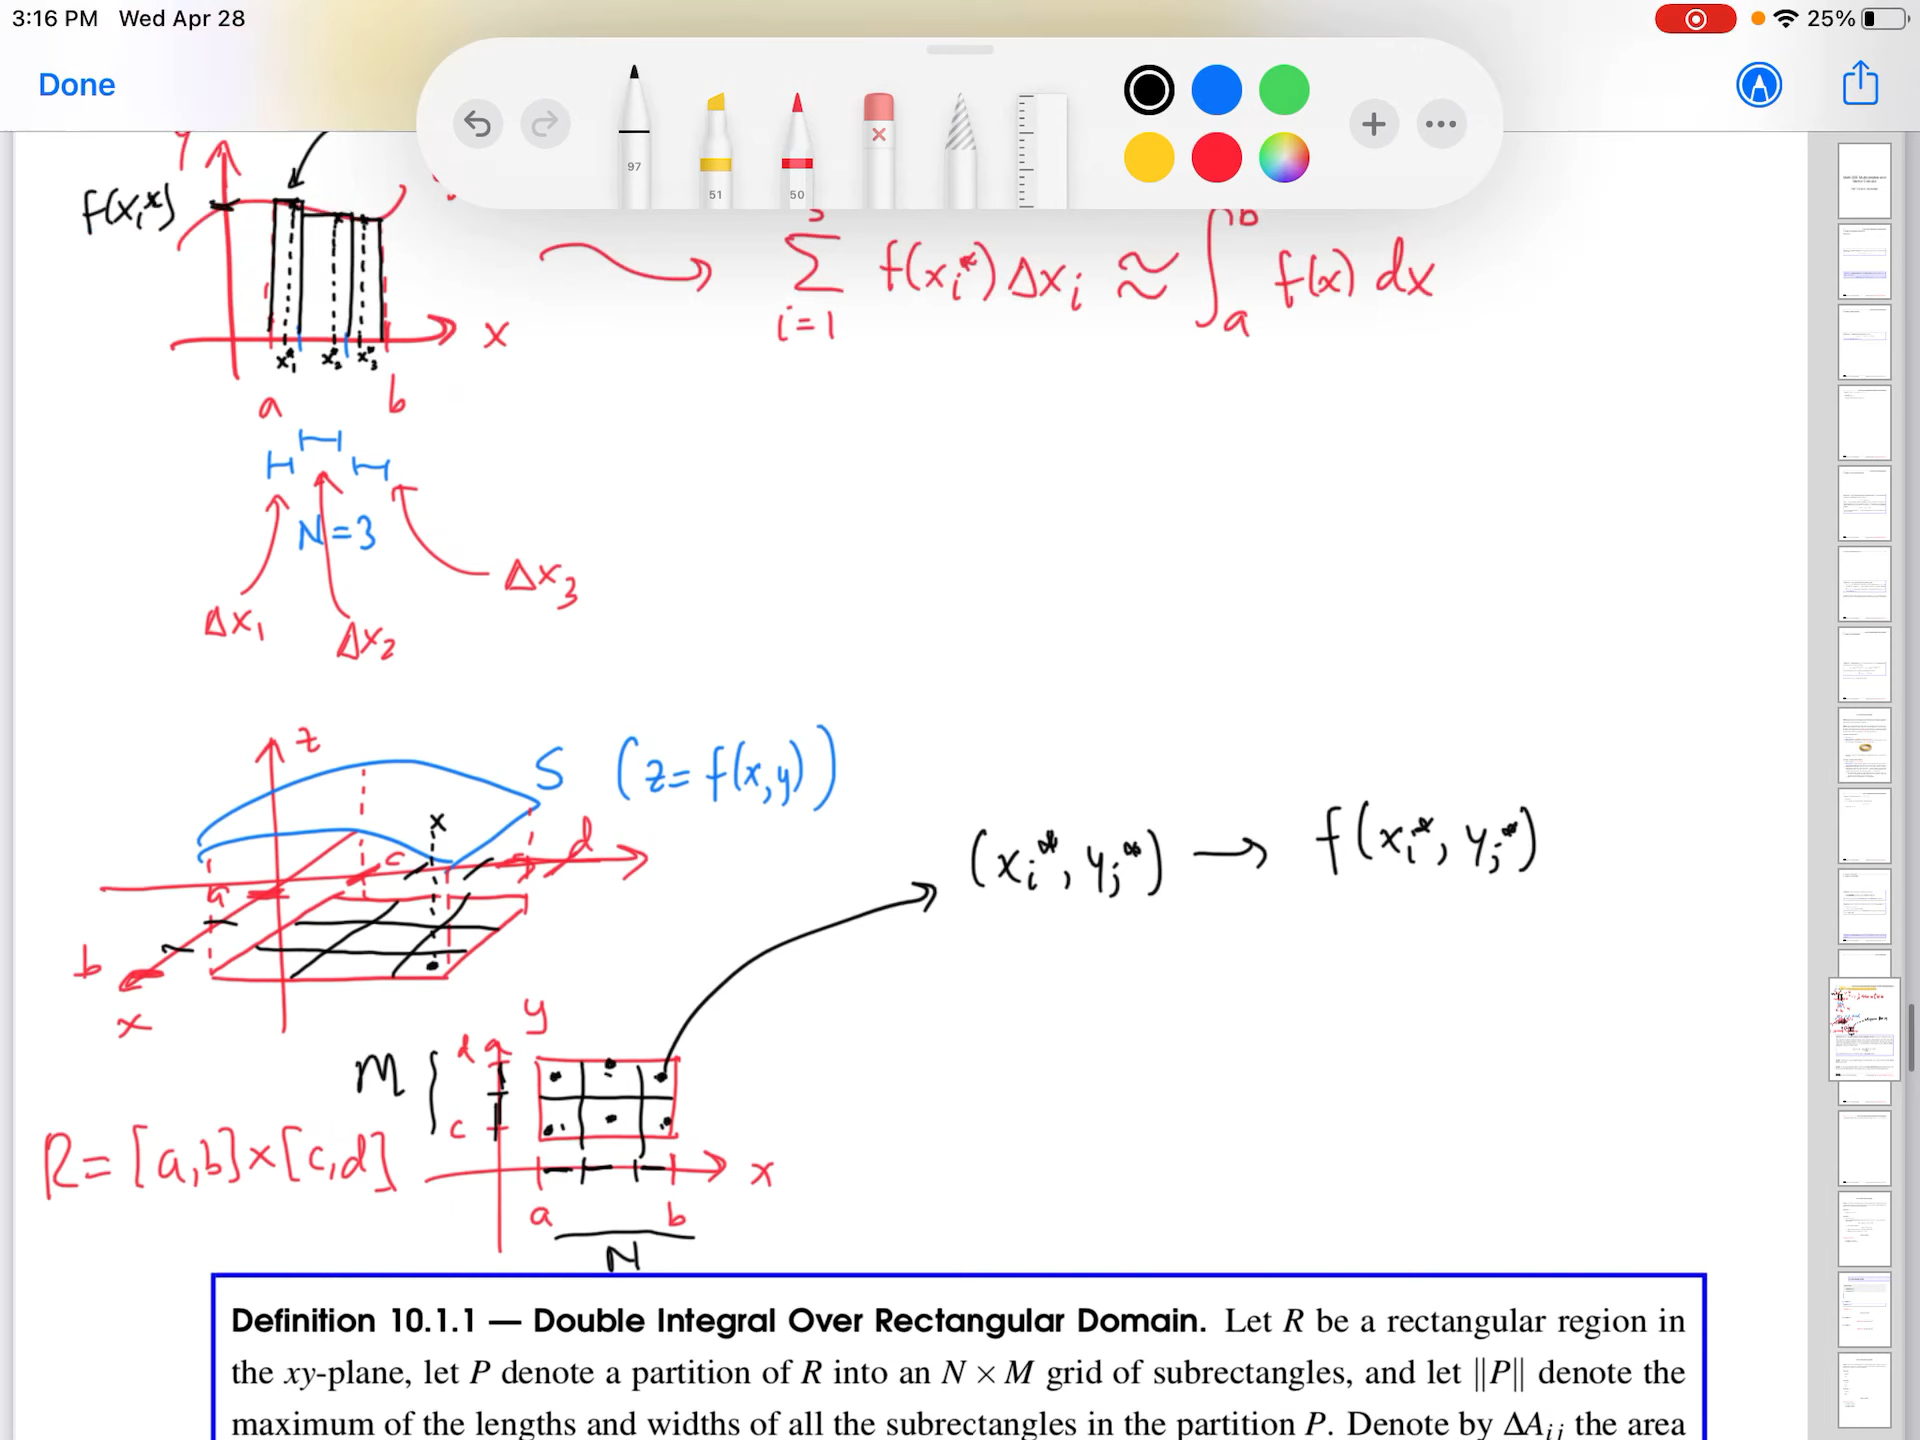 3:16 PM Wed Apr 28
25%
Done
97
51
50
y
f(x_i^*)
x
x_1^* x_2^* x_3^*
a b
3
∑ f(x_i^*) Δx_i ≈ ∫_a^b f(x) dx
i=1
N=3
Δx_1
Δx_2
Δx_3
z
S (z=f(x,y))
x
c d
a
b
x
(x_i^*, y_j^*) → f(x_i^*, y_j^*)
y
M
d
c
R=[a,b]×[c,d]
x
a b
N
Definition 10.1.1 — Double Integral Over Rectangular Domain. Let R be a rectangular region in
the xy-plane, let P denote a partition of R into an N × M grid of subrectangles, and let ||P|| denote the
maximum of the lengths and widths of all the subrectangles in the partition P. Denote by ΔA_ij the area